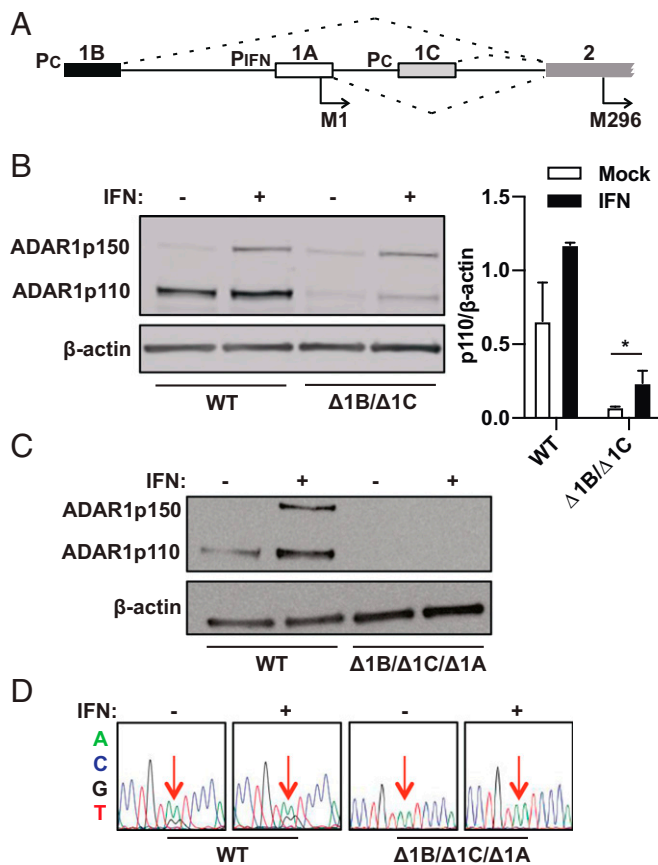 A
PC 1B PIFN 1A PC 1C 2
M1 M296
B
IFN: - + - +
ADAR1p150
ADAR1p110
β-actin
WT Δ1B/Δ1C
Mock
IFN
p110/β-actin
1.5
1.0
0.5
0.0
*
WT
Δ1B/Δ1C
C
IFN: - + - +
ADAR1p150
ADAR1p110
β-actin
WT Δ1B/Δ1C/Δ1A
D
IFN: - + - +
A
C
G
T
WT Δ1B/Δ1C/Δ1A